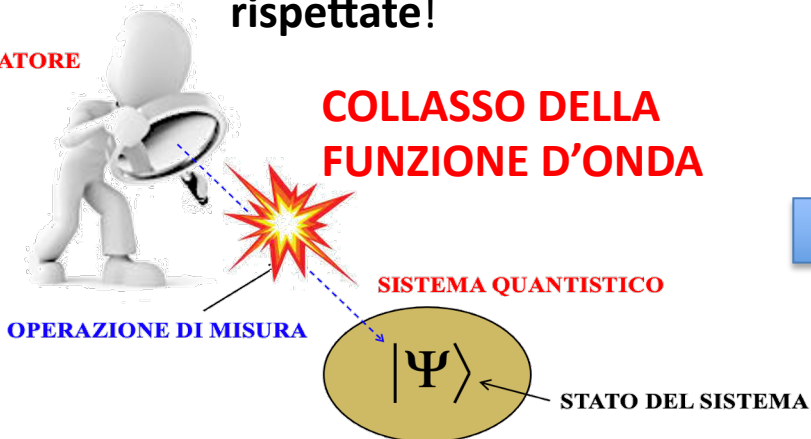 rispettate!
ATORE
COLLASSO DELLA
FUNZIONE D’ONDA
SISTEMA QUANTISTICO
OPERAZIONE DI MISURA
|Ψ⟩
STATO DEL SISTEMA